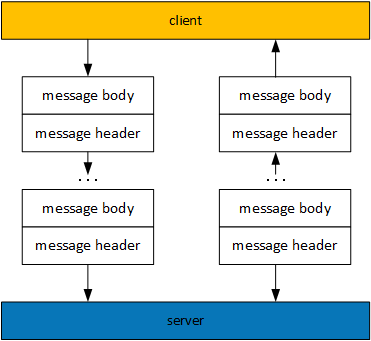 client
message body
message body
message header
message header
...
...
message body
message body
message header
message header
server